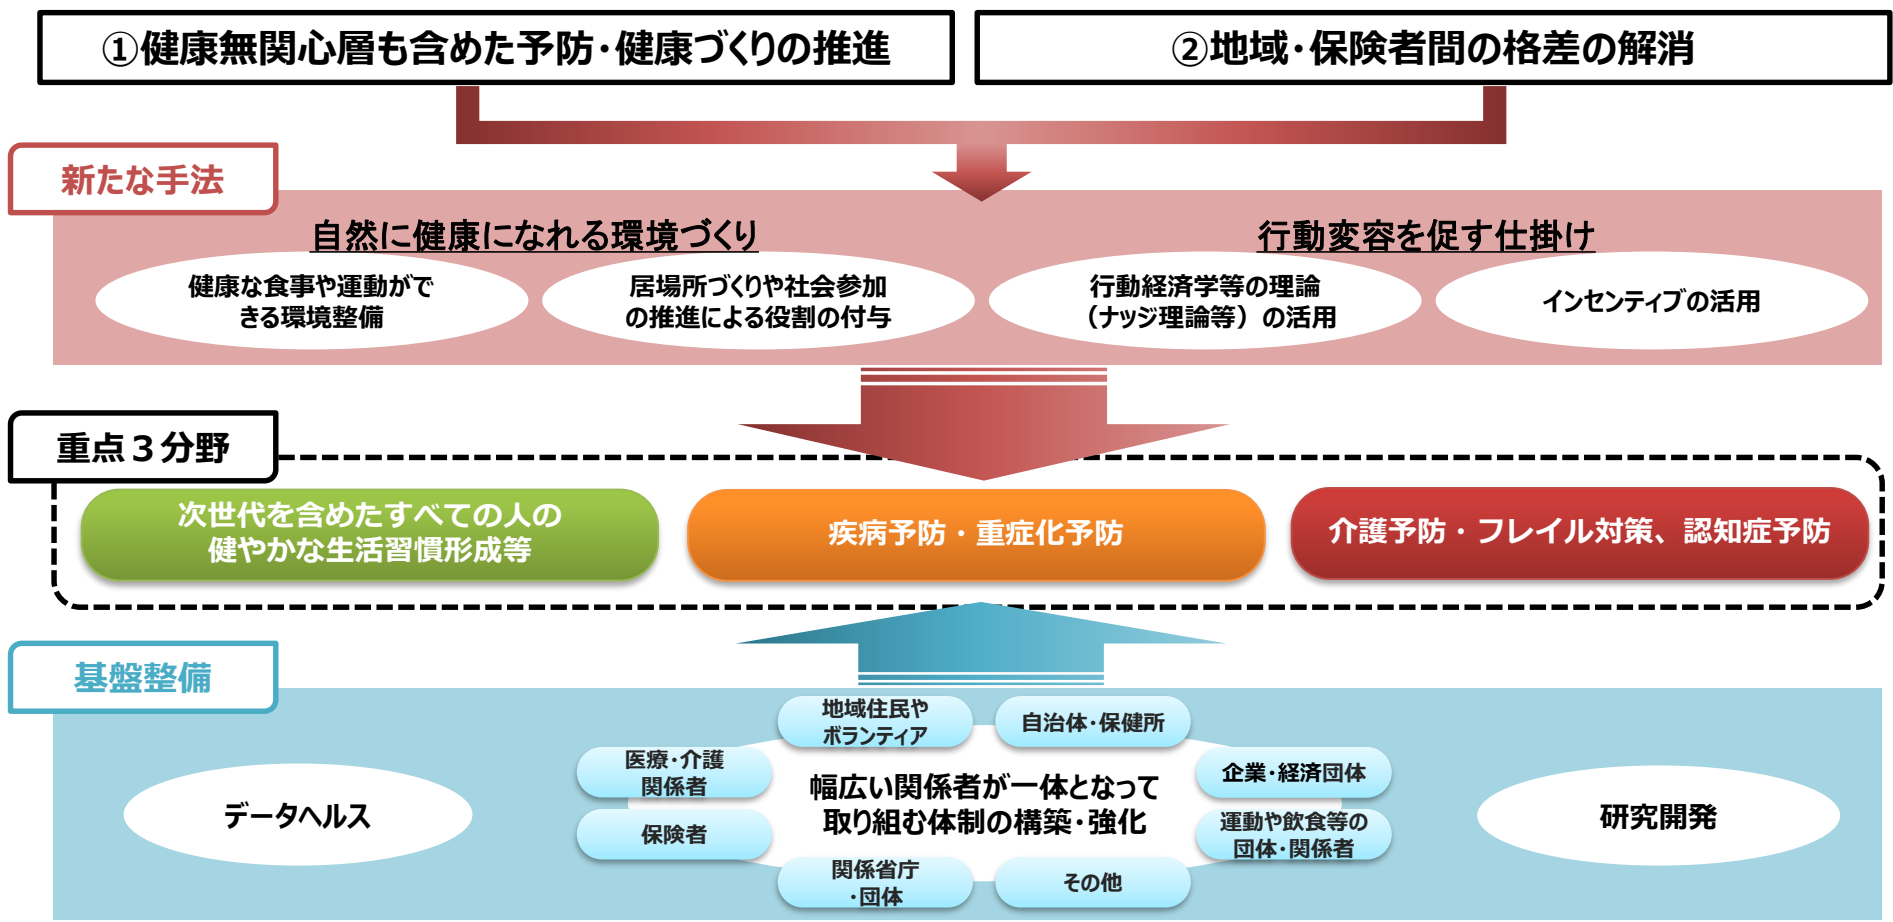 ①健康無関心層も含めた予防・健康づくりの推進
②地域・保険者間の格差の解消
新たな手法
自然に健康になれる環境づくり
行動変容を促す仕掛け
健康な食事や運動がで
きる環境整備
居場所づくりや社会参加
の推進による役割の付与
行動経済学等の理論
（ナッジ理論等）の活用
インセンティブの活用
重点３分野
次世代を含めたすべての人の
健やかな生活習慣形成等
疾病予防・重症化予防
介護予防・フレイル対策、認知症予防
基盤整備
データヘルス
地域住民や
ボランティア
自治体・保健所
医療・介護
関係者
企業・経済団体
幅広い関係者が一体となって
取り組む体制の構築・強化
保険者
運動や飲食等の
団体・関係者
関係省庁
・団体
その他
研究開発